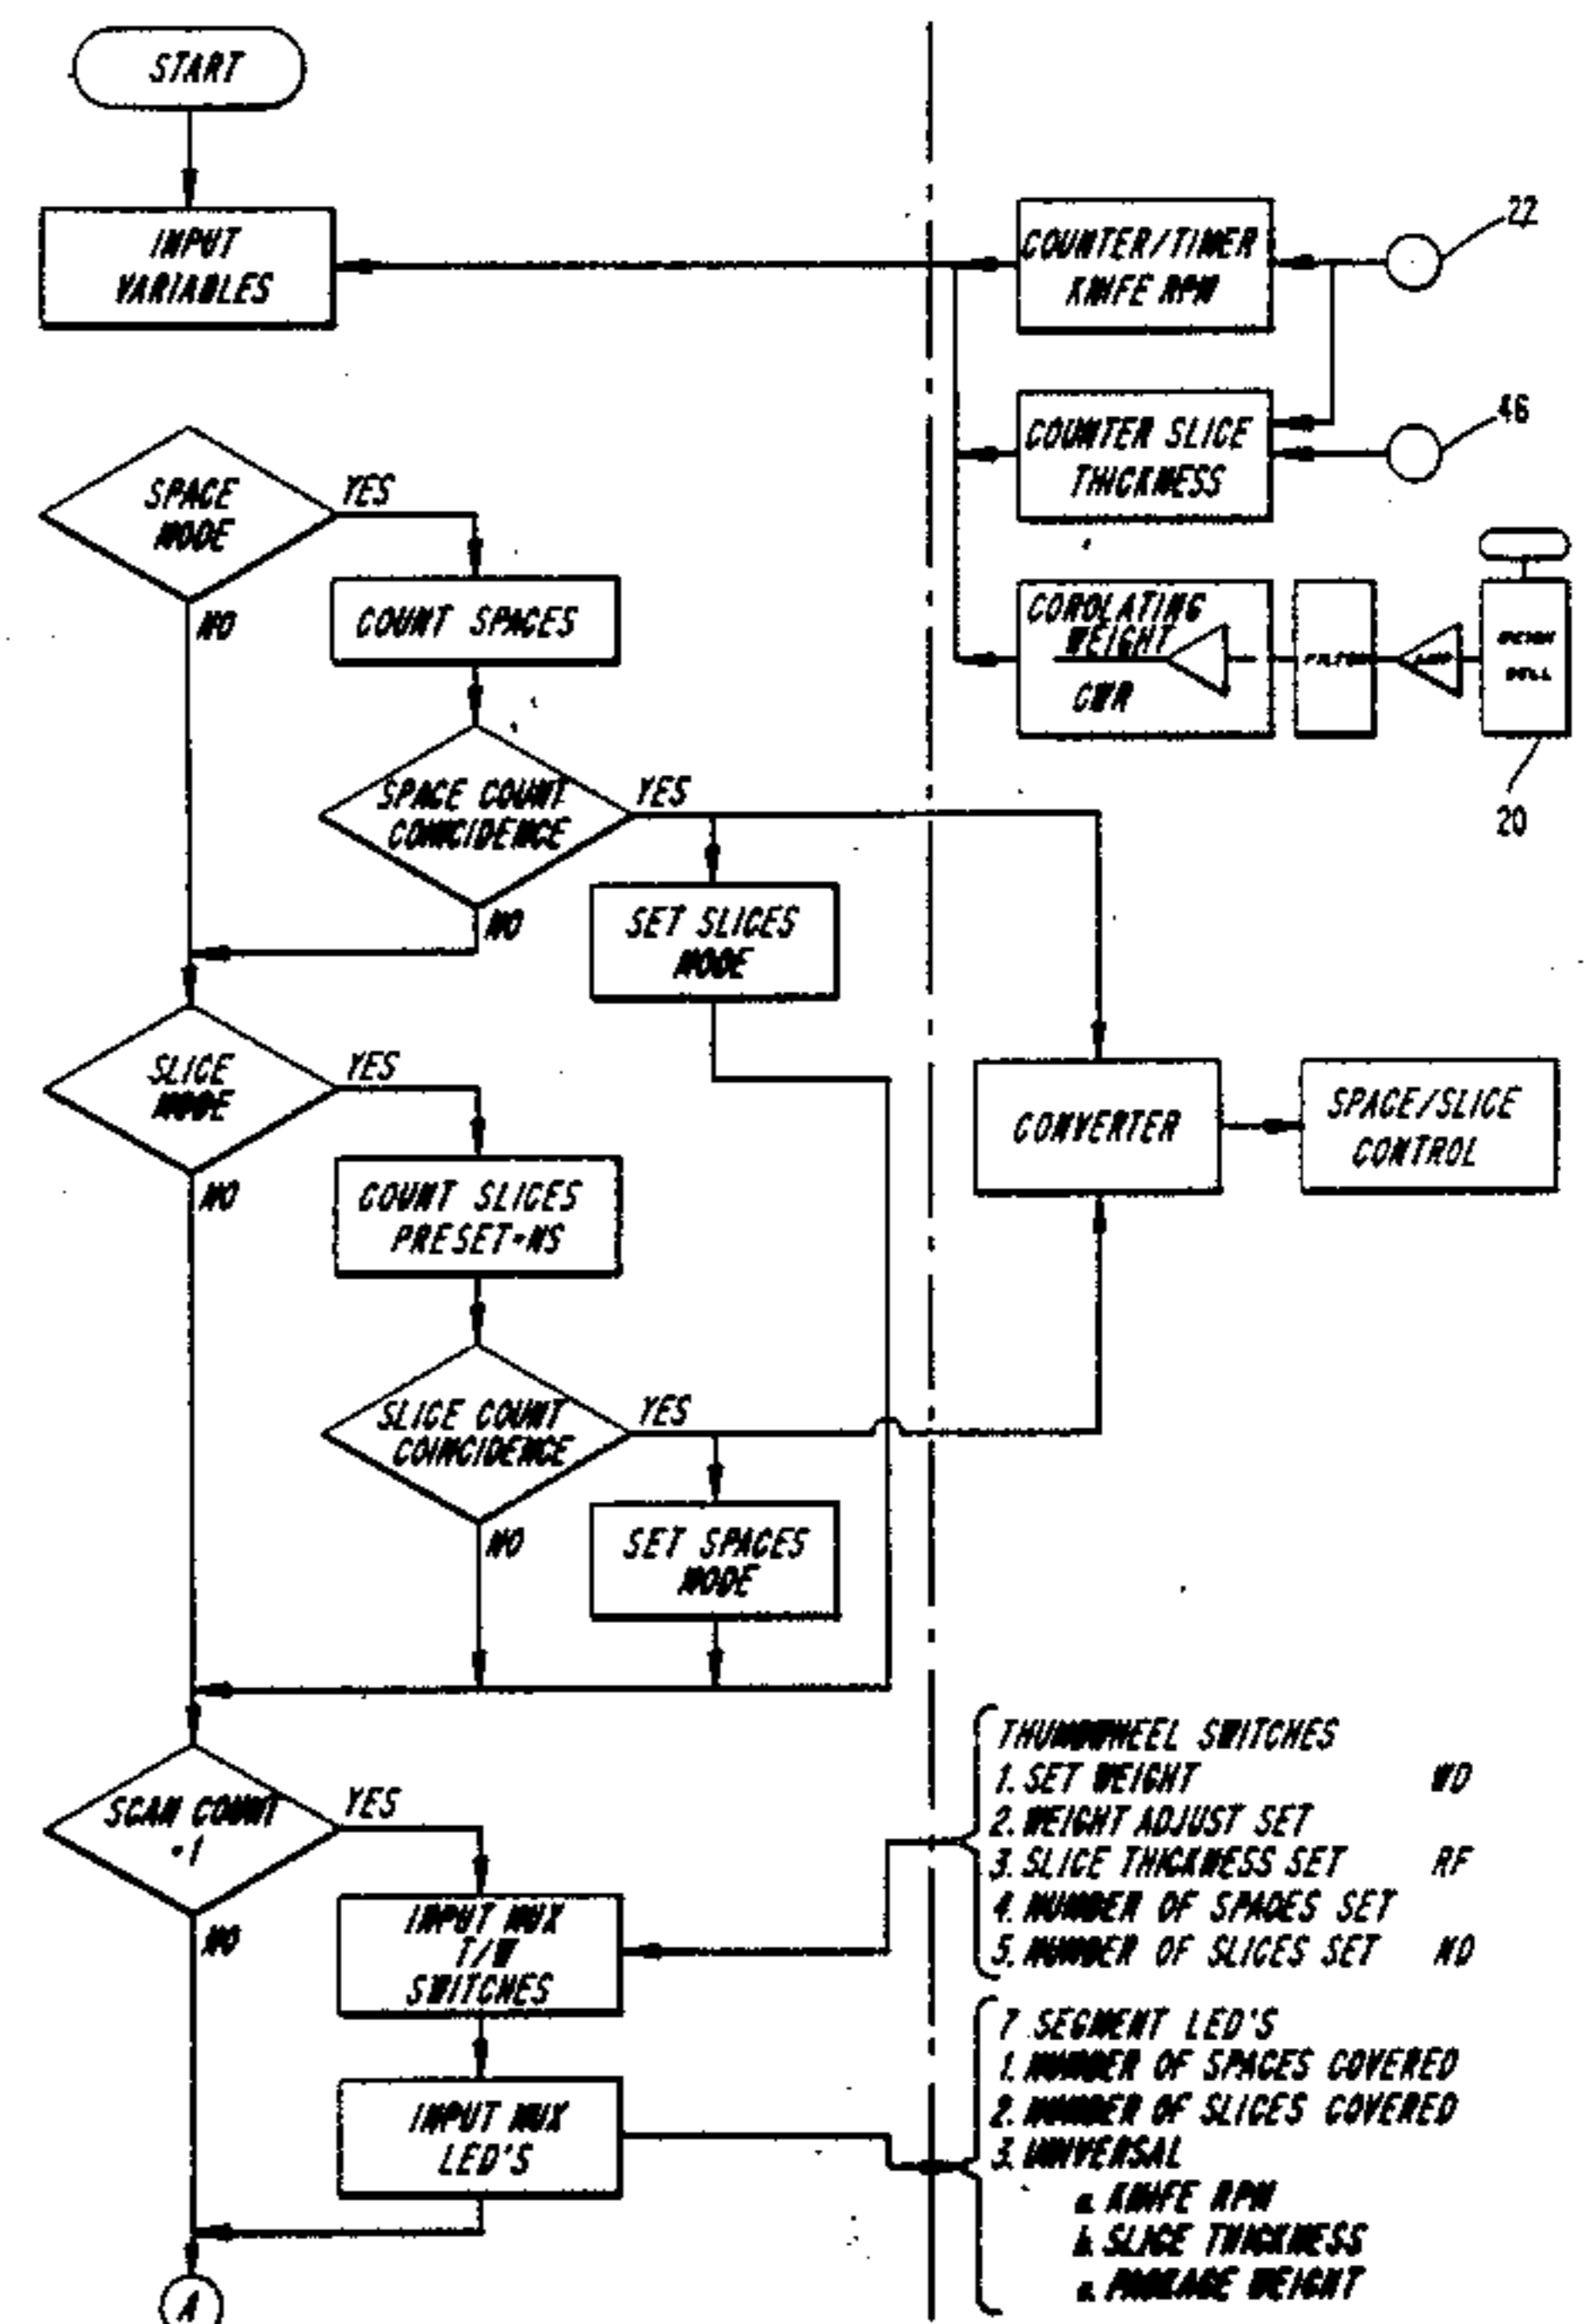 START
INPUT
VARIABLES
COUNTER/TIMER
KNIFE RPM
22
COUNTER SLICE
THICKNESS
46
COROLATING
WEIGHT
CWR
FILTER
AMP
WEIGH
CELL
20
SPACE
MODE
YES
NO
COUNT SPACES
SPACE COUNT
COINCIDENCE
YES
NO
SET SLICES
MODE
SLICE
MODE
YES
NO
CONVERTER
SPACE/SLICE
CONTROL
COUNT SLICES
PRESET=NS
SLICE COUNT
COINCIDENCE
YES
NO
SET SPACES
MODE
SCAN COUNT
=1
YES
NO
INPUT MUX
T/W
SWITCHES
INPUT MUX
LED'S
THUMBWHEEL SWITCHES
1. SET WEIGHT WD
2. WEIGHT ADJUST SET
3. SLICE THICKNESS SET RF
4. NUMBER OF SPACES SET
5. NUMBER OF SLICES SET ND
7 SEGMENT LED'S
1. NUMBER OF SPACES COVERED
2. NUMBER OF SLICES COVERED
3. UNIVERSAL
a. KNIFE RPM
b. SLICE THICKNESS
c. PACKAGE WEIGHT
A